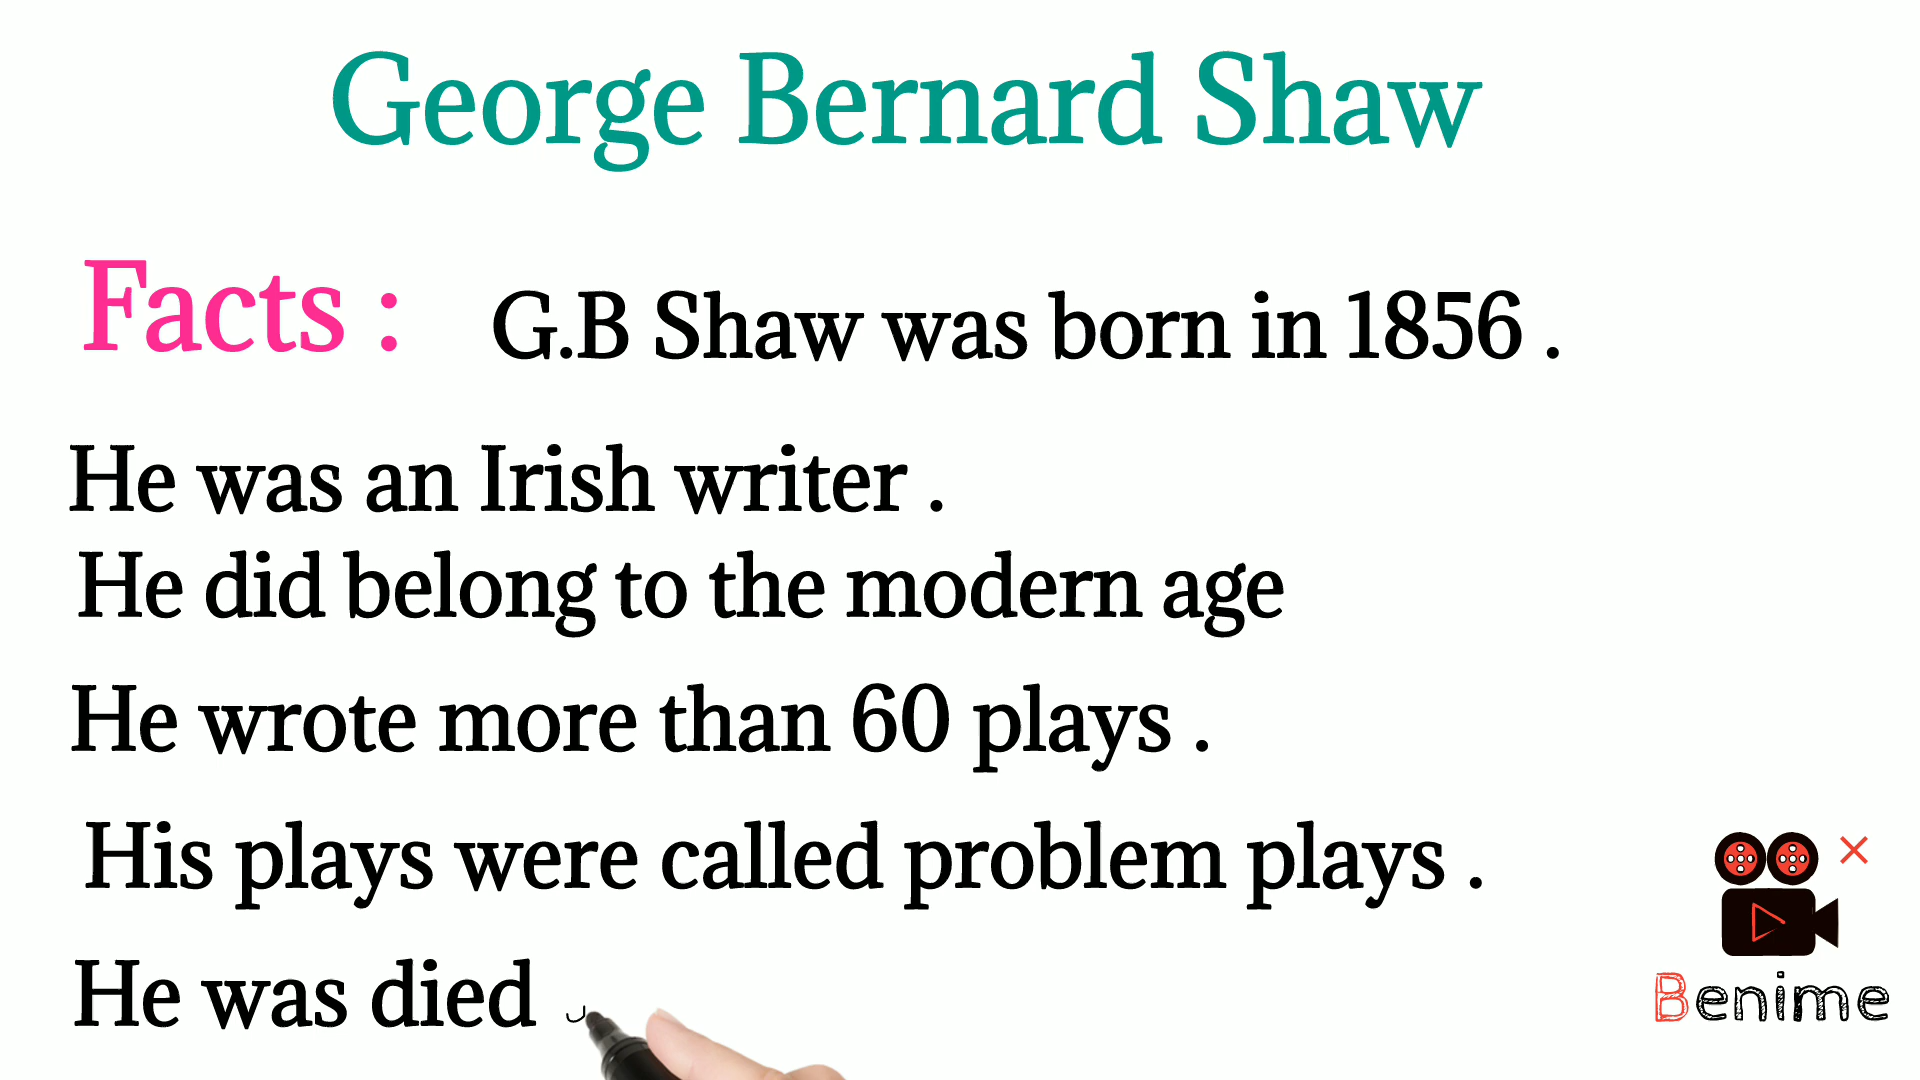 George Bernard Shaw
Facts : G.B Shaw was born in 1856 .
He was an Irish writer .
He did belong to the modern age
He wrote more than 60 plays .
His plays were called problem plays .
He was died
Benime